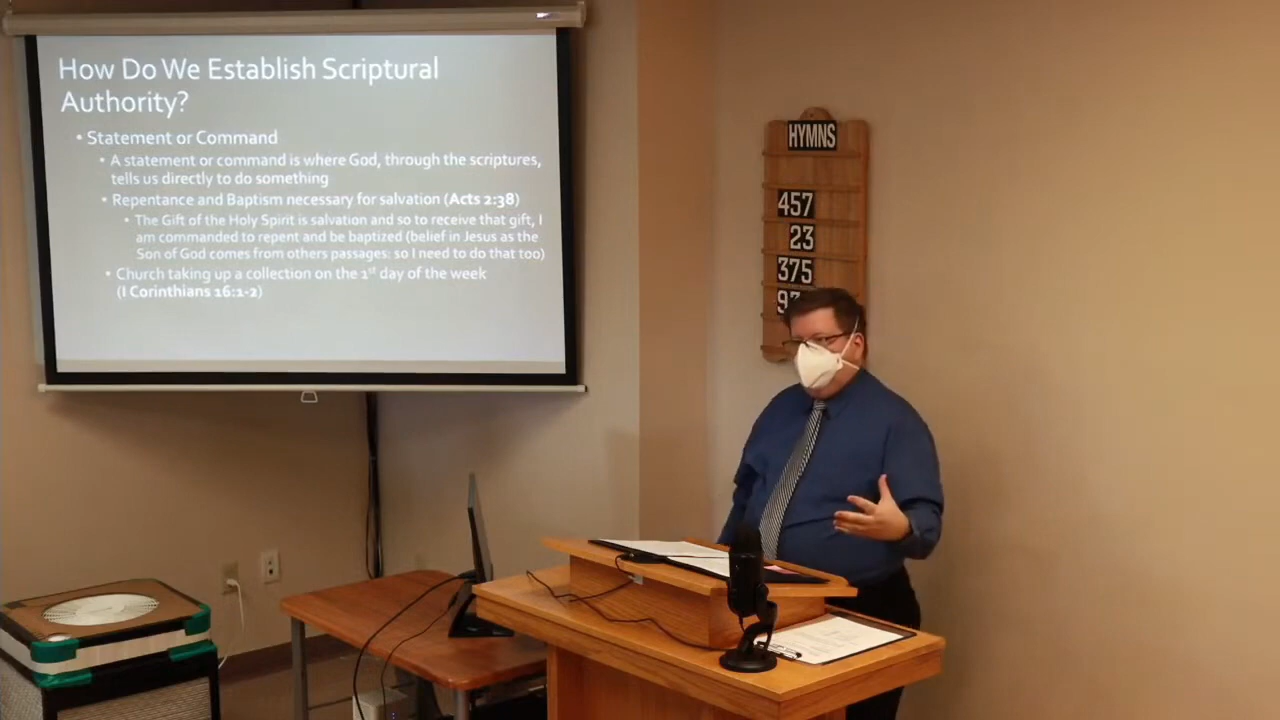 How Do We Establish Scriptural
Authority?
• Statement or Command
• A statement or command is where God, through the scriptures,
tells us directly to do something
• Repentance and Baptism necessary for salvation (Acts 2:38)
• The Gift of the Holy Spirit is salvation and so to receive that gift, I
am commanded to repent and be baptized (belief in Jesus as the
Son of God comes from others passages: so I need to do that too)
• Church taking up a collection on the 1st day of the week
(I Corinthians 16:1-2)
HYMNS
457
23
375